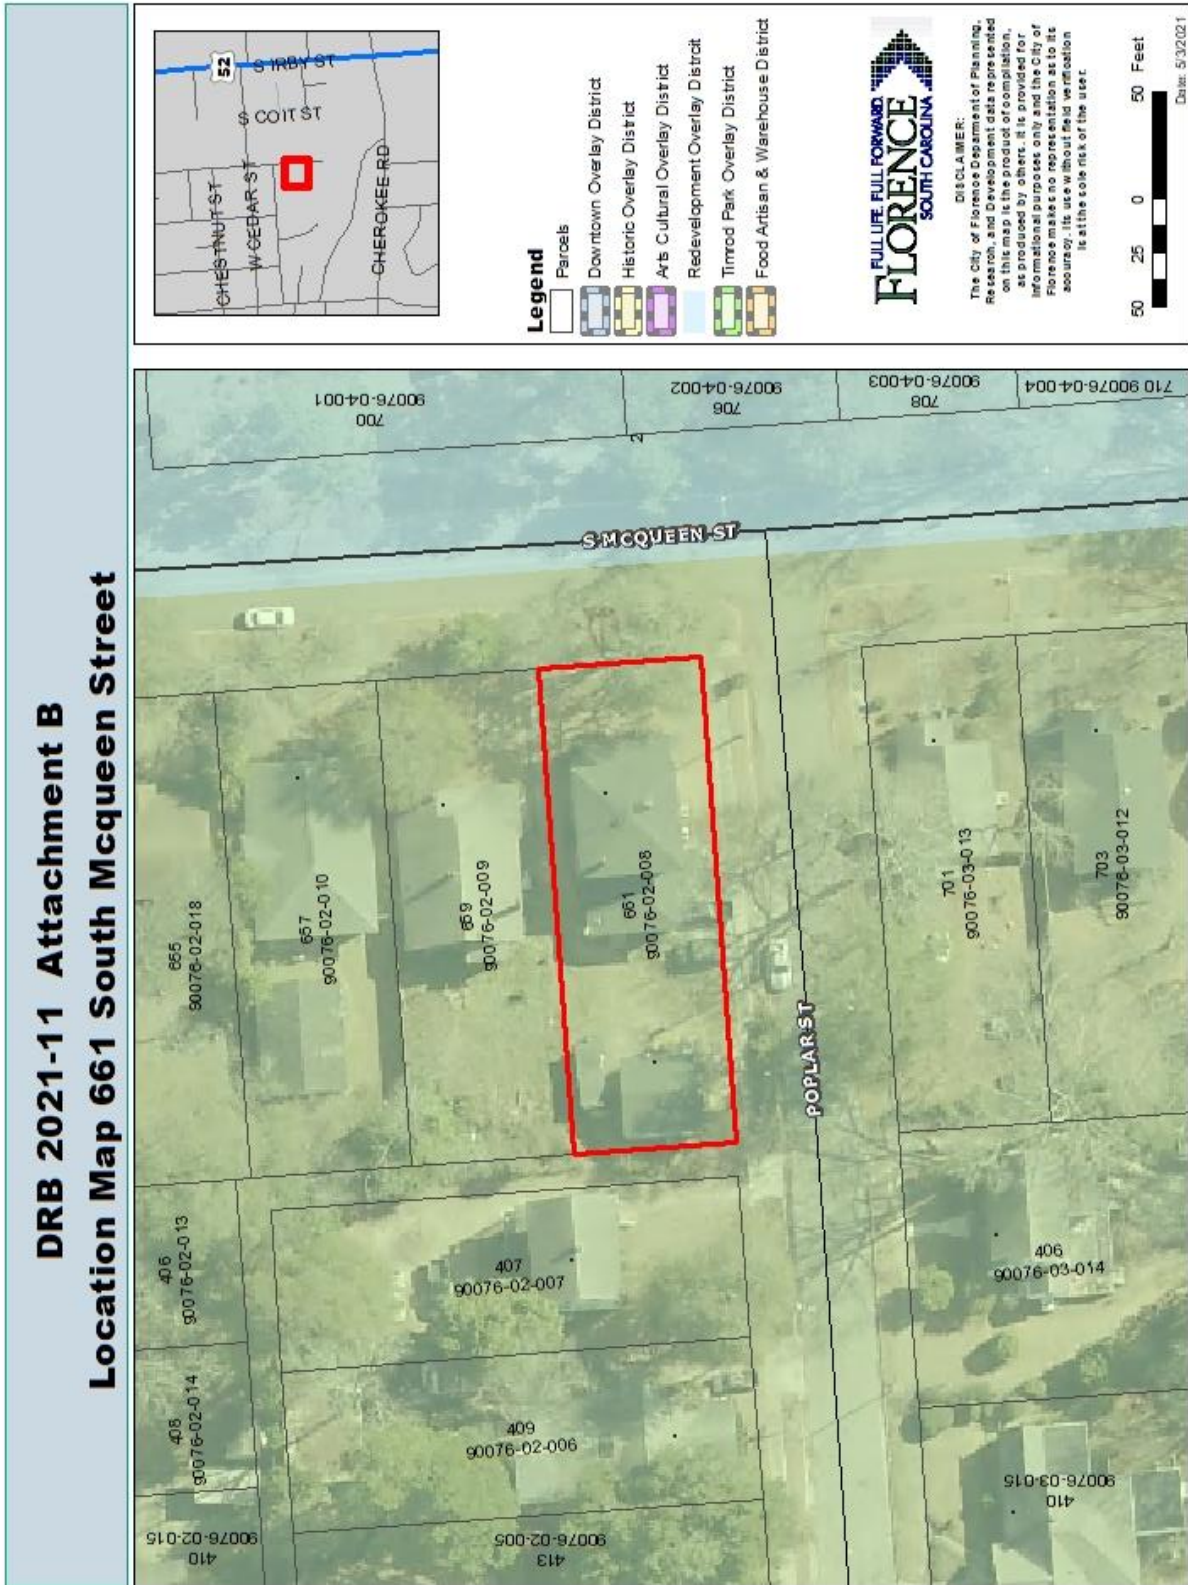 DRB 2021-11 Attachment B
Location Map 661 South Mcqueen Street
655
90076-02-018
657
90076-02-010
659
90076-02-009
661
90076-02-008
406
90076-02-013
408
90076-02-014
410
90076-02-015
407
90076-02-007
409
90076-02-006
413
90076-02-005
701
90076-03-013
703
90076-03-012
406
90076-03-014
410
90076-03-015
700
90076-04-001
706
90076-04-002
708
90076-04-003
710 90076-04-004
2
S MCQUEEN ST
POPLAR ST
CHESTNUT ST
W CEDAR ST
CHEROKEE RD
S COIT ST
S IRBY ST
52
Legend
Parcels
Downtown Overlay District
Historic Overlay District
Arts Cultural Overlay District
Redevelopment Overlay Distrcit
Timrod Park Overlay District
Food Artisan & Warehouse District
FULL LIFE. FULL FORWARD.
FLORENCE
SOUTH CAROLINA
DISCLAIMER:
The City of Florence Department of Planning,
Research, and Development data represented
on this map is the product of compilation,
as produced by others. It is provided for
informational purposes only and the City of
Florence makes no representation as to its
accuracy. Its use without field verification
is at the sole risk of the user.
50 25 0 50 Feet
Date: 5/3/2021